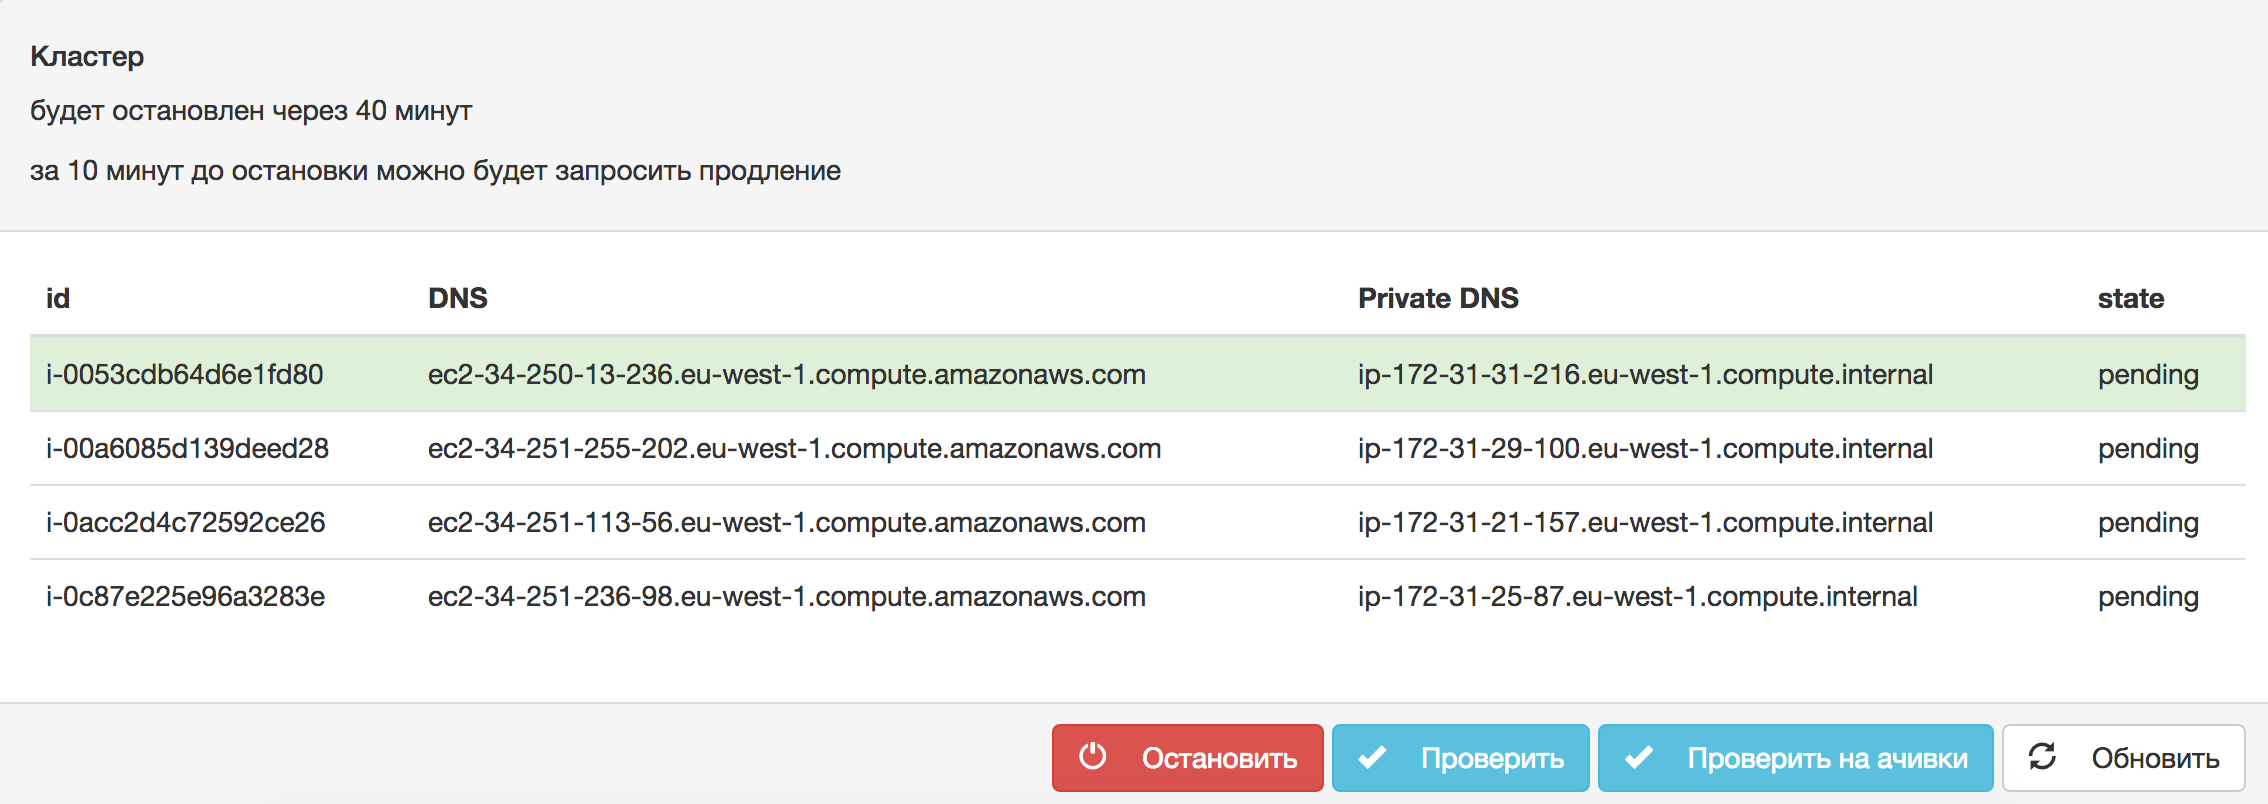 Кластер
будет остановлен через 40 минут
за 10 минут до остановки можно будет запросить продление
id DNS Private DNS state
i-0053cdb64d6e1fd80 ec2-34-250-13-236.eu-west-1.compute.amazonaws.com ip-172-31-31-216.eu-west-1.compute.internal pending
i-00a6085d139deed28 ec2-34-251-255-202.eu-west-1.compute.amazonaws.com ip-172-31-29-100.eu-west-1.compute.internal pending
i-0acc2d4c72592ce26 ec2-34-251-113-56.eu-west-1.compute.amazonaws.com ip-172-31-21-157.eu-west-1.compute.internal pending
i-0c87e225e96a3283e ec2-34-251-236-98.eu-west-1.compute.amazonaws.com ip-172-31-25-87.eu-west-1.compute.internal pending
Остановить Проверить Проверить на ачивки Обновить